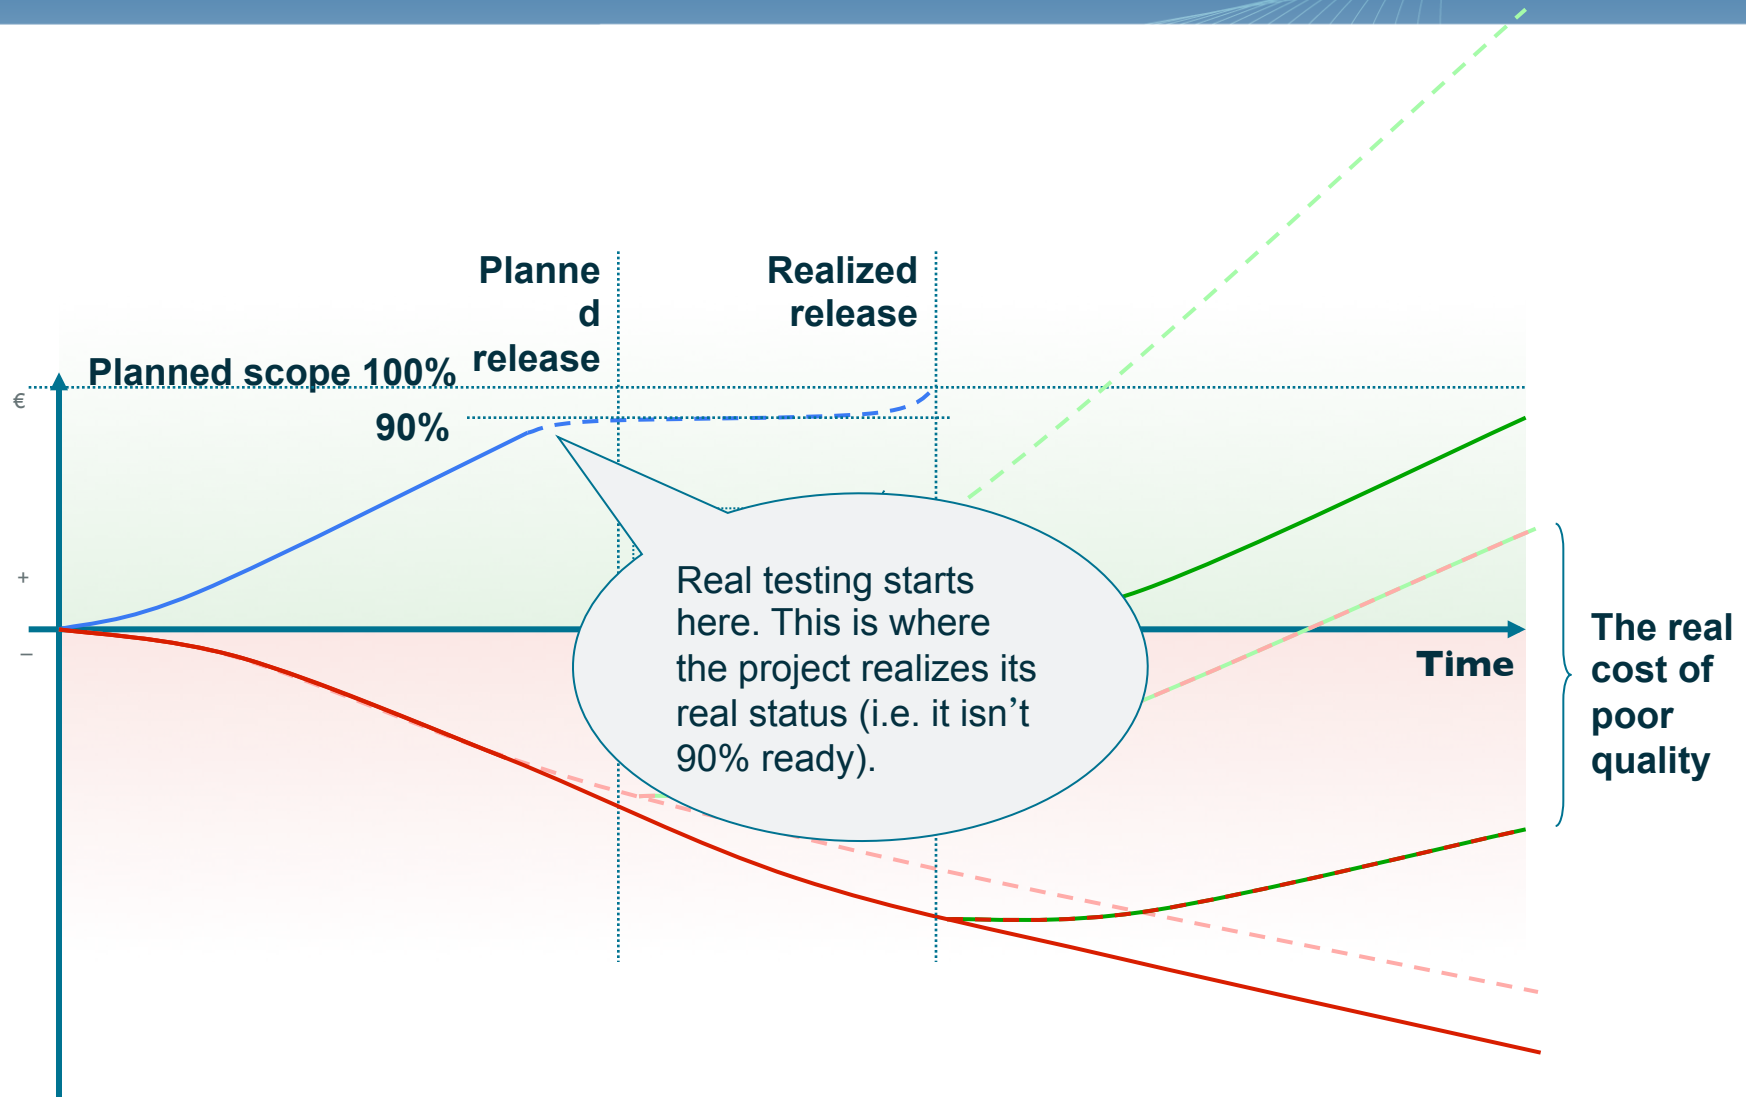 Planne
d
release
Realized
release
Planned scope 100%
€
90%
+
–
Real testing starts
here. This is where
the project realizes its
real status (i.e. it isn’t
90% ready).
Time
The real
cost of
poor
quality